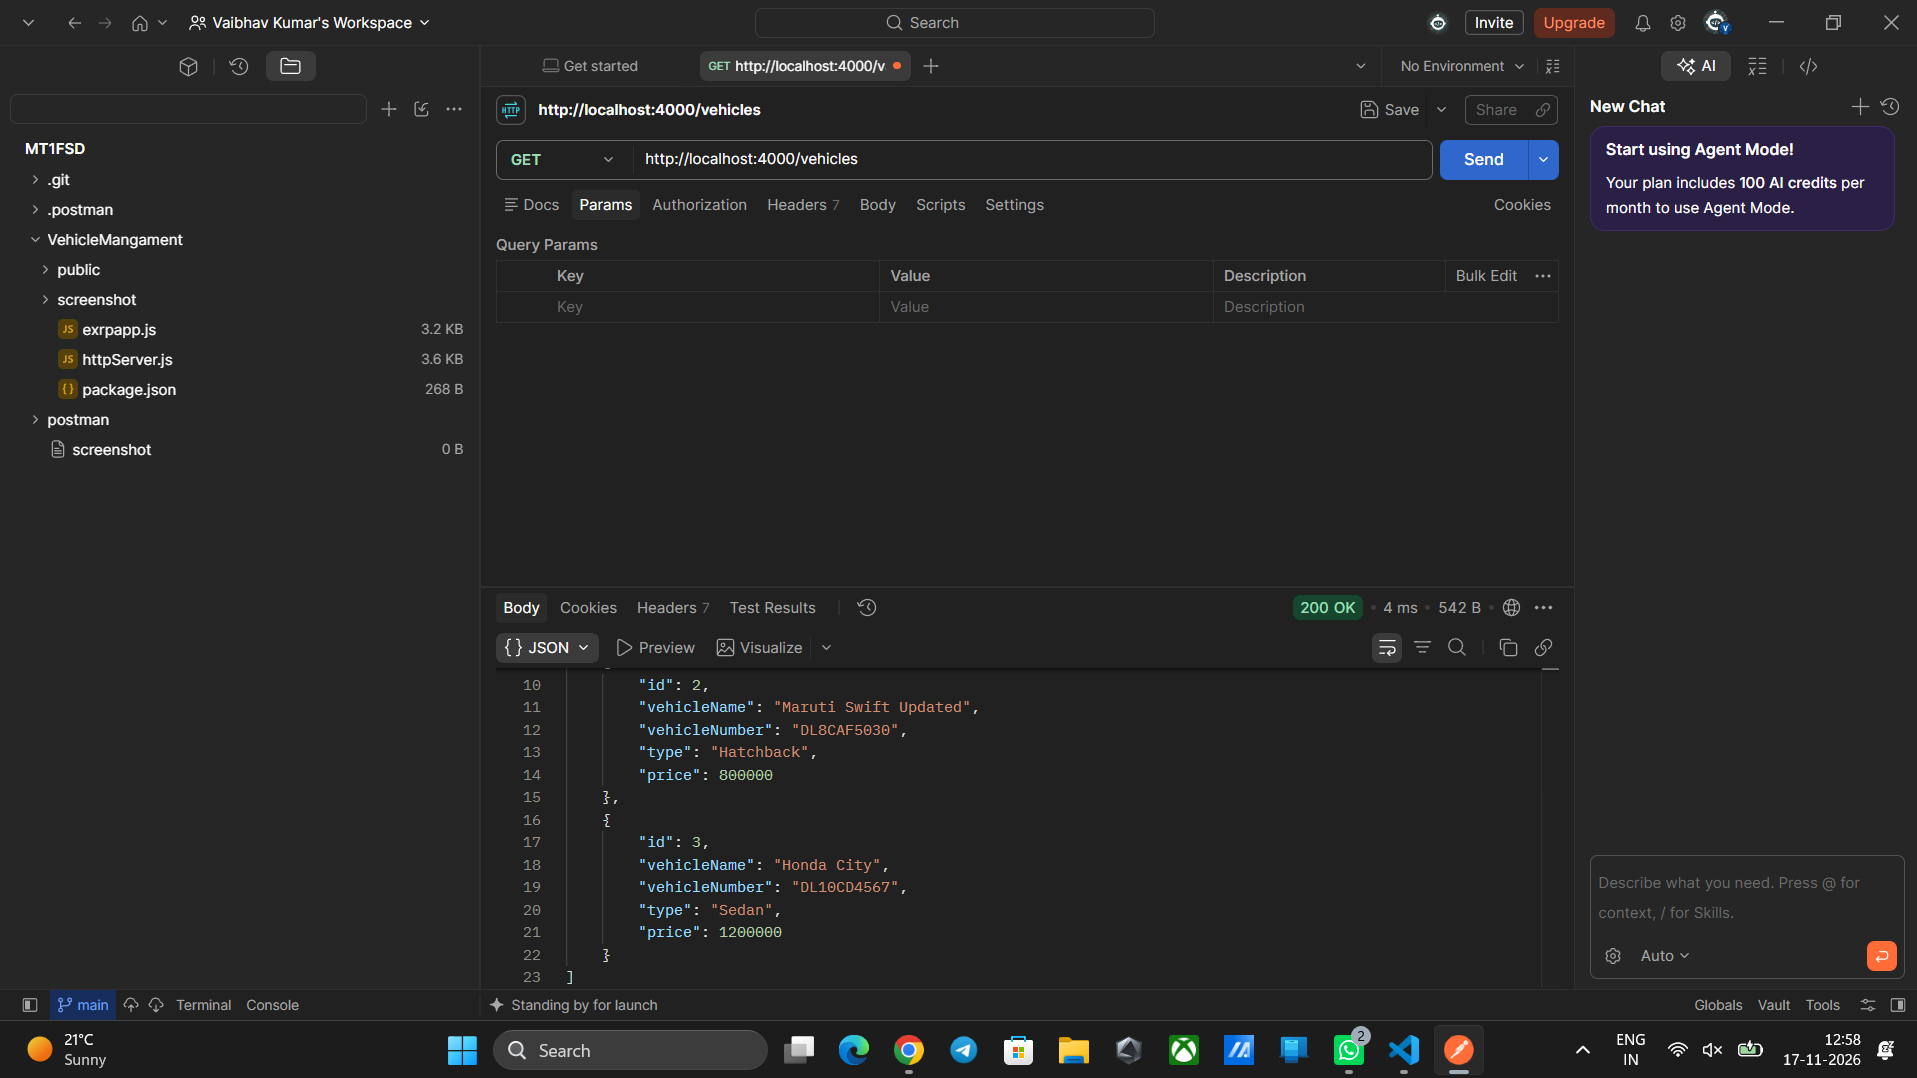 Vaibhav Kumar's Workspace
Search
Invite
Upgrade
V
Get started
GET http://localhost:4000/v
No Environment
AI
HTTP http://localhost:4000/vehicles
Save
Share
New Chat
MT1FSD
Start using Agent Mode!
Your plan includes 100 AI credits per
month to use Agent Mode.
GET
http://localhost:4000/vehicles
Send
.git
.postman
VehicleMangament
public
screenshot
JS exrpapp.js 3.2 KB
JS httpServer.js 3.6 KB
{} package.json 268 B
postman
screenshot 0 B
Docs Params Authorization Headers 7 Body Scripts Settings Cookies
Query Params
Key Value Description Bulk Edit
Key Value Description
Body Cookies Headers 7 Test Results 200 OK • 4 ms • 542 B •
{} JSON Preview Visualize
10 "id": 2,
11 "vehicleName": "Maruti Swift Updated",
12 "vehicleNumber": "DL8CAF5030",
13 "type": "Hatchback",
14 "price": 800000
15 },
16 {
17 "id": 3,
18 "vehicleName": "Honda City",
19 "vehicleNumber": "DL10CD4567",
20 "type": "Sedan",
21 "price": 1200000
22 }
23 ]
Describe what you need. Press @ for
context, / for Skills.
Auto
main Terminal Console Standing by for launch Globals Vault Tools
21°C
Sunny
Search
2
ENG
IN
12:58
17-11-2026